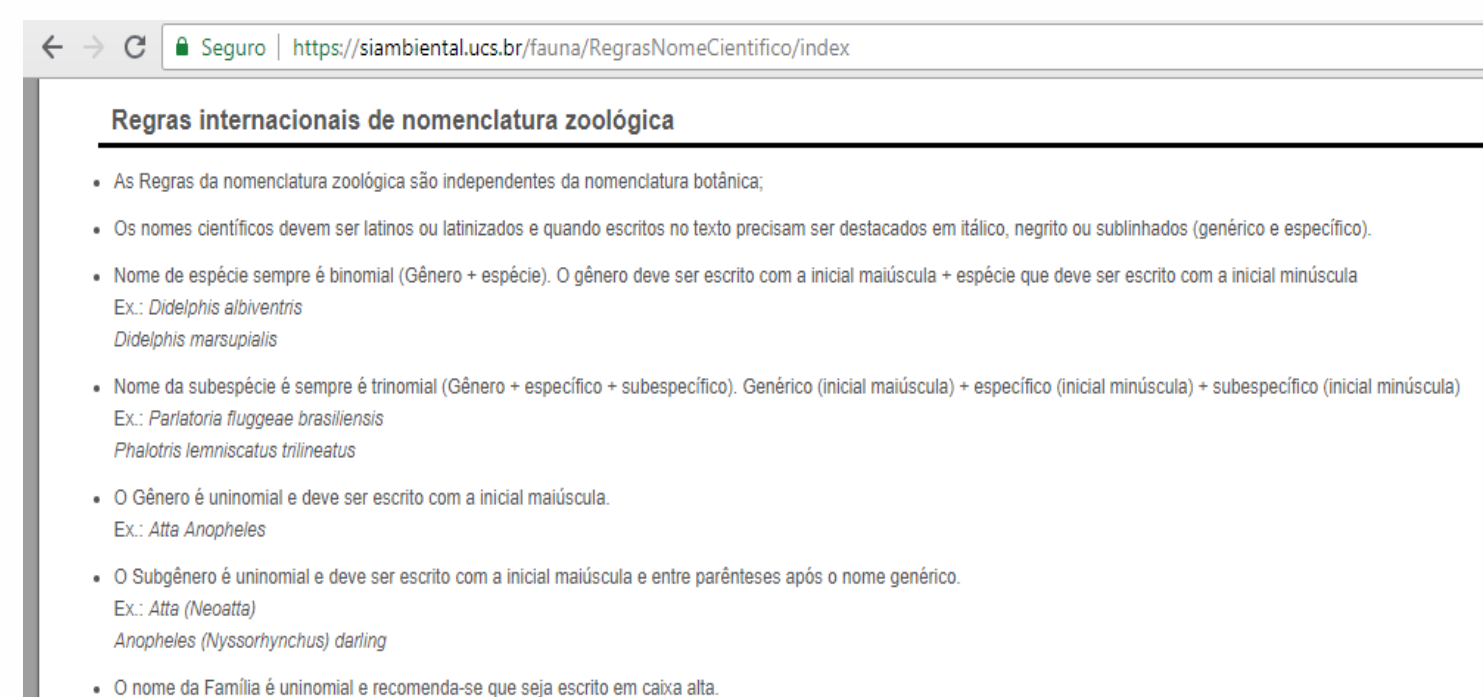 Seguro | https://siambiental.ucs.br/fauna/RegrasNomeCientifico/index
Regras internacionais de nomenclatura zoológica
• As Regras da nomenclatura zoológica são independentes da nomenclatura botânica;
• Os nomes científicos devem ser latinos ou latinizados e quando escritos no texto precisam ser destacados em itálico, negrito ou sublinhados (genérico e específico).
• Nome de espécie sempre é binomial (Gênero + espécie). O gênero deve ser escrito com a inicial maiúscula + espécie que deve ser escrito com a inicial minúscula
Ex.: Didelphis albiventris
Didelphis marsupialis
• Nome da subespécie é sempre é trinomial (Gênero + específico + subespecífico). Genérico (inicial maiúscula) + específico (inicial minúscula) + subespecífico (inicial minúscula)
Ex.: Parlatoria fluggeae brasiliensis
Phalotris lemniscatus trilineatus
• O Gênero é uninomial e deve ser escrito com a inicial maiúscula.
Ex.: Atta Anopheles
• O Subgênero é uninomial e deve ser escrito com a inicial maiúscula e entre parênteses após o nome genérico.
Ex.: Atta (Neoatta)
Anopheles (Nyssorhynchus) darling
• O nome da Família é uninomial e recomenda-se que seja escrito em caixa alta.